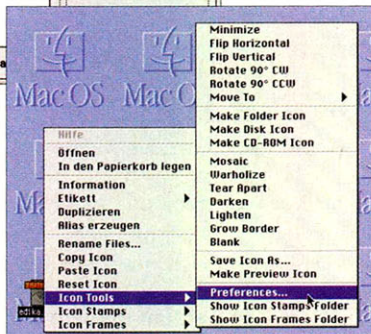 Mac OS
Mac O
Ma
Hilfe
Öffnen
In den Papierkorb legen
Information
Etikett
Duplizieren
Alias erzeugen
Rename Files...
Copy Icon
Paste Icon
Reset Icon
Icon Tools
Icon Stamps
Icon Frames
Minimize
Flip Horizontal
Flip Vertical
Rotate 90° CW
Rotate 90° CCW
Move To
Make Folder Icon
Make Disk Icon
Make CD-ROM Icon
Mosaic
Warholize
Tear Apart
Darken
Lighten
Grow Border
Blank
Save Icon As...
Make Preview Icon
Preferences...
Show Icon Stamps Folder
Show Icon Frames Folder